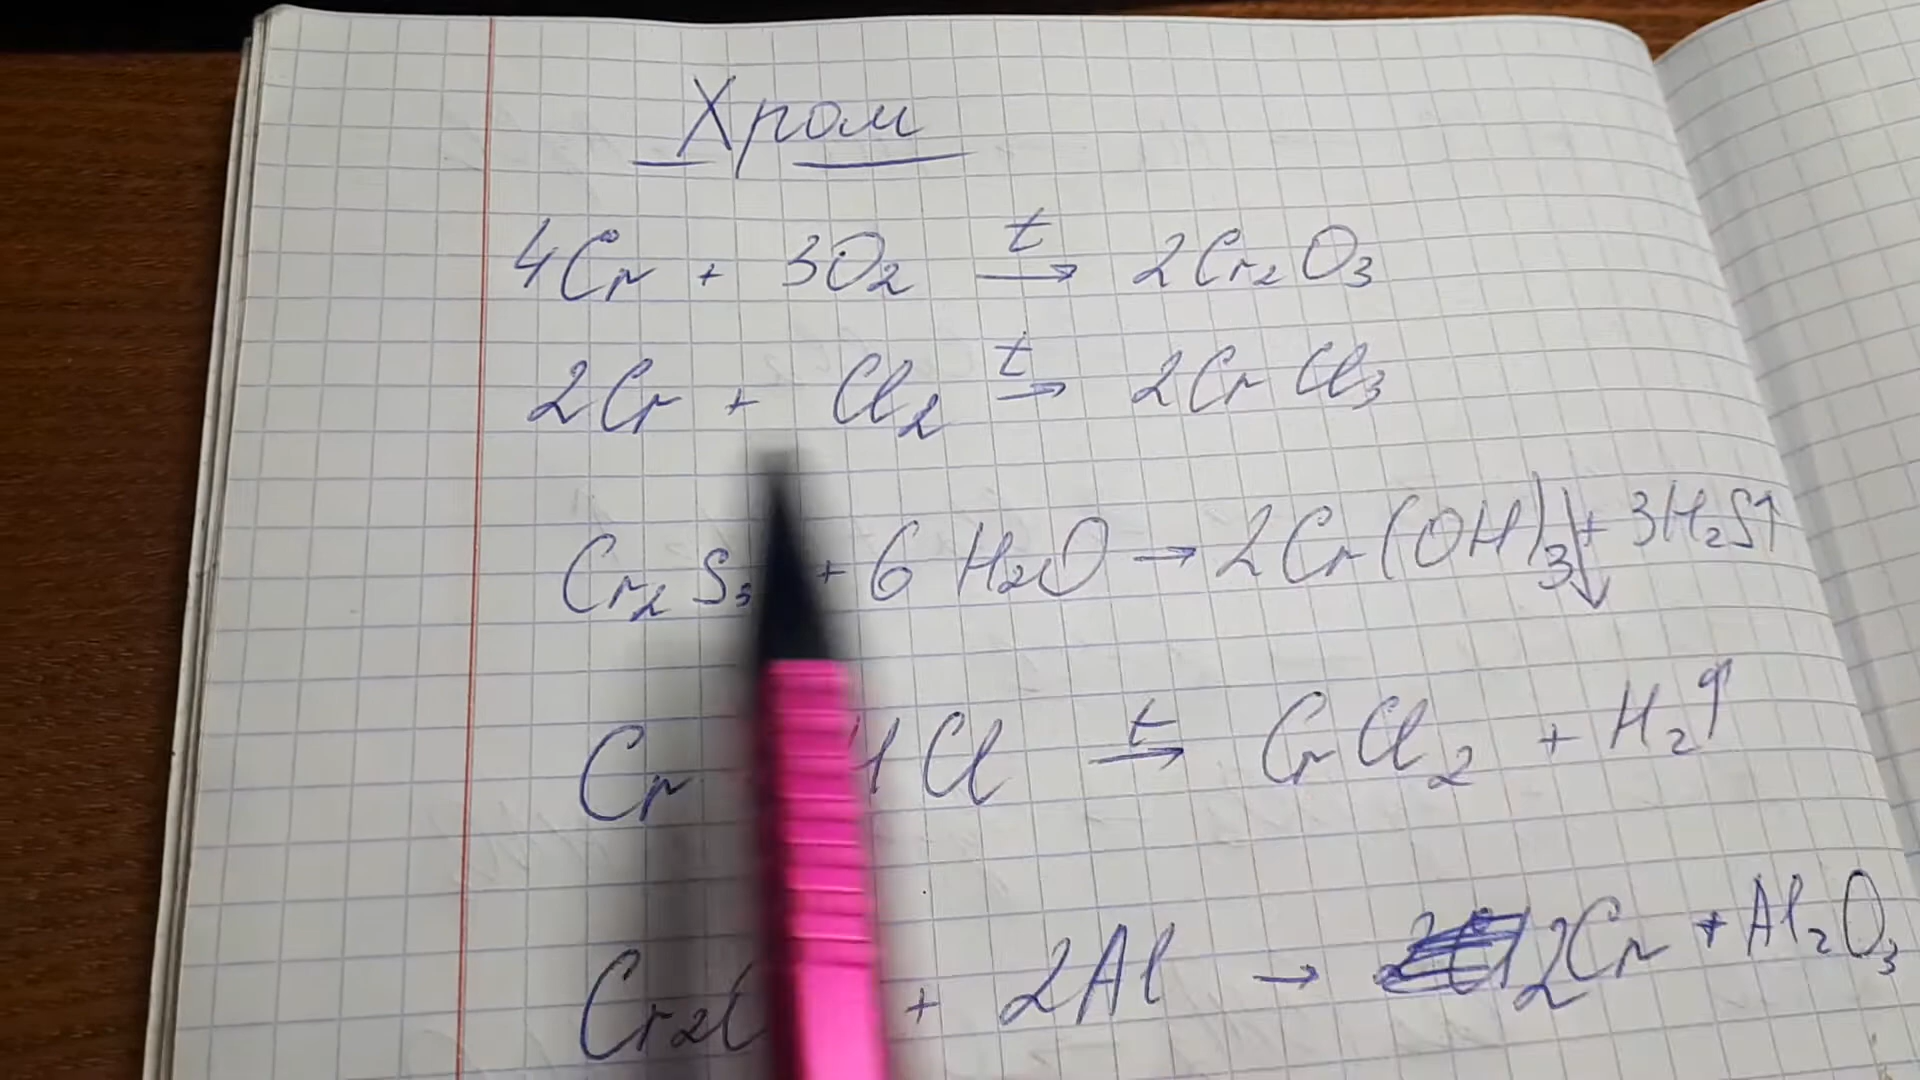 Хром
4Cr + 3O₂ t→ 2Cr₂O₃
2Cr + Cl₂ t→ 2CrCl₃
Cr₂S₃ + 6H₂O → 2Cr(OH)₃↓ + 3H₂S↑
Cr HCl t→ CrCl₂ + H₂↑
Cr₂ + 2Al → 2Cr + Al₂O₃